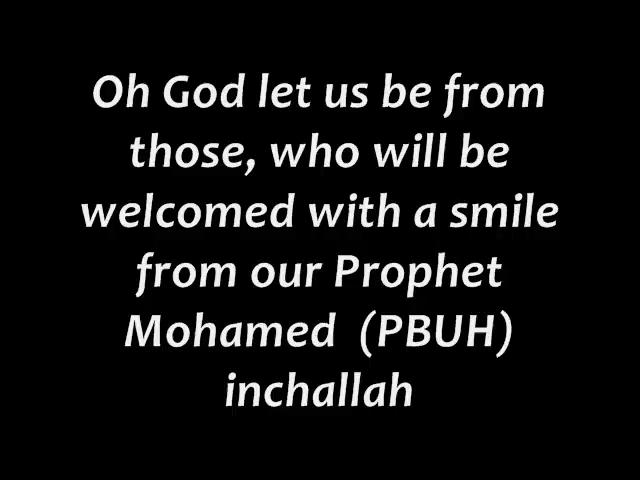 Oh God let us be from
those, who will be
welcomed with a smile
from our Prophet
Mohamed  (PBUH)
inchallah